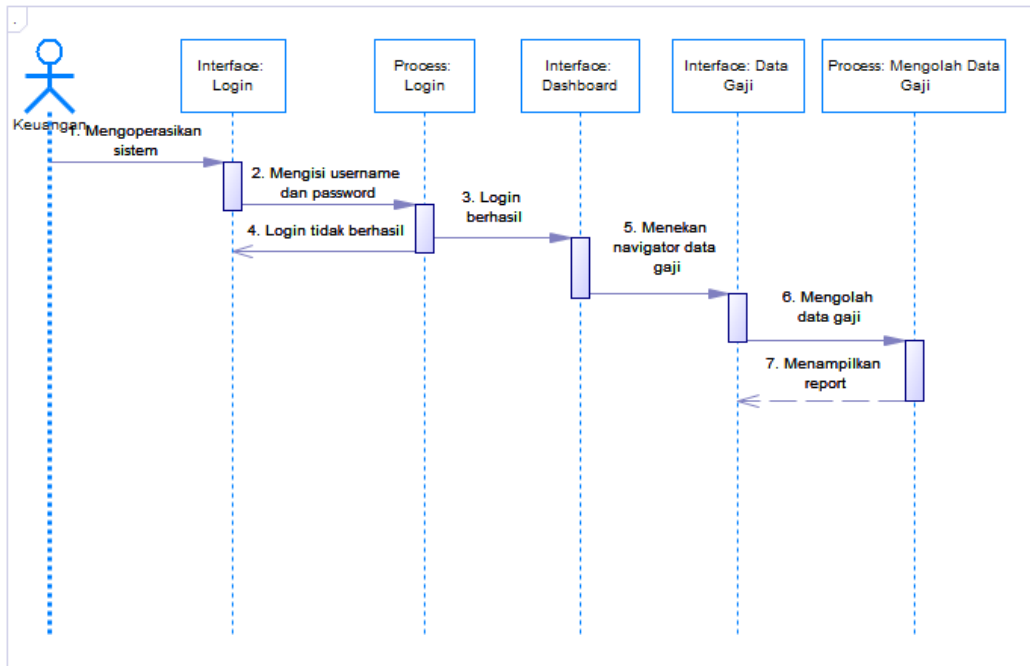 .
Interface:
Login
Process:
Login
Interface:
Dashboard
Interface: Data
Gaji
Process: Mengolah Data
Gaji
Keuangan
1. Mengoperasikan
sistem
2. Mengisi username
dan password
3. Login
berhasil
4. Login tidak berhasil
5. Menekan
navigator data
gaji
6. Mengolah
data gaji
7. Menampilkan
report